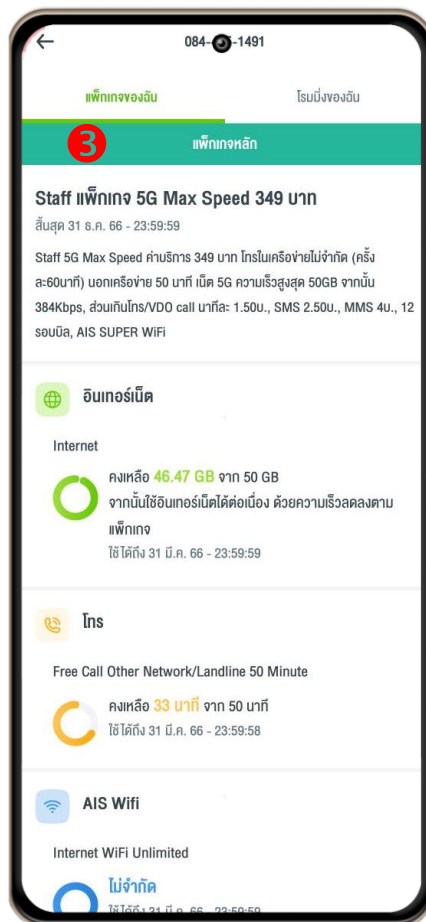 084-
-1491
แพ็กเกจของฉัน
โรมมิ่งของฉัน
3
แพ็กเกจหลัก
Staff แพ็กเกจ 5G Max Speed 349 บาท
สิ้นสุด 31 ธ.ค. 66 - 23:59:59
Staff 5G Max Speed ค่าบริการ 349 บาท โทรในเครือข่ายไม่จำกัด (ครั้ง
ละ60นาที) นอกเครือข่าย 50 นาที เน็ต 5G ความเร็วสูงสุด 50GB จากนั้น
384Kbps, ส่วนเกินโทร/VDO call นาทีละ 1.50บ., SMS 2.50บ., MMS 4บ., 12
รอบบิล, AIS SUPER WiFi
อินเทอร์เน็ต
Internet
คงเหลือ 46.47 GB จาก 50 GB
จากนั้นใช้อินเทอร์เน็ตได้ต่อเนื่อง ด้วยความเร็วลดลงตาม
แพ็กเกจ
ใช้ได้ถึง 31 มี.ค. 66 - 23:59:59
โทร
Free Call Other Network/Landline 50 Minute
คงเหลือ 33 นาที จาก 50 นาที
ใช้ได้ถึง 31 มี.ค. 66 - 23:59:58
AIS Wifi
Internet WiFi Unlimited
ไม่จำกัด
ใช้ได้ถึง 31 มี.ค. 66 - 23:59:59